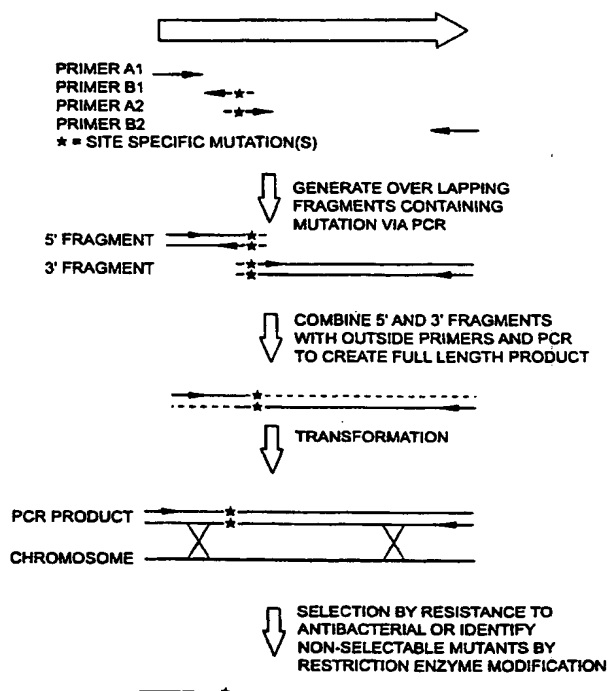 PRIMER A1
PRIMER B1
PRIMER A2
PRIMER B2
★ = SITE SPECIFIC MUTATION(S)
GENERATE OVER LAPPING
FRAGMENTS CONTAINING
MUTATION VIA PCR
5' FRAGMENT
3' FRAGMENT
COMBINE 5' AND 3' FRAGMENTS
WITH OUTSIDE PRIMERS AND PCR
TO CREATE FULL LENGTH PRODUCT
TRANSFORMATION
PCR PRODUCT
CHROMOSOME
SELECTION BY RESISTANCE TO
ANTIBACTERIAL OR IDENTIFY
NON-SELECTABLE MUTANTS BY
RESTRICTION ENZYME MODIFICATION